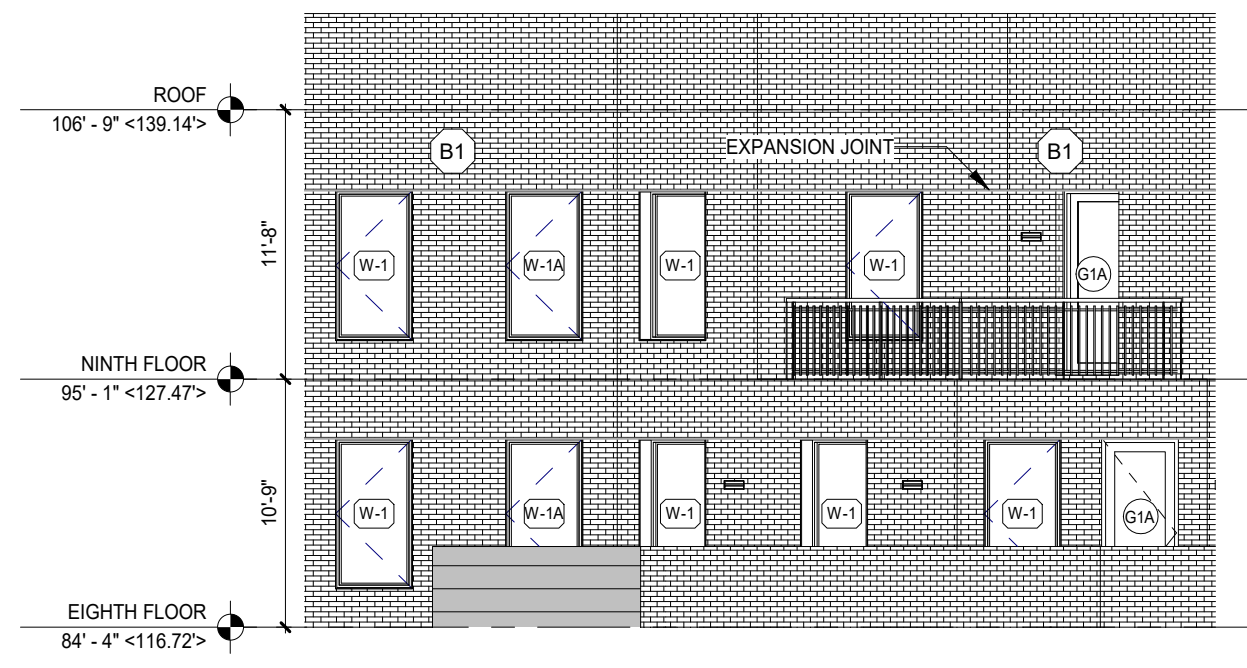 ROOF
106' - 9" <139.14'>
B1
EXPANSION JOINT
B1
11'-8"
W-1
W-1A
W-1
W-1
G1A
NINTH FLOOR
95' - 1" <127.47'>
10'-9"
W-1
W-1A
W-1
W-1
W-1
G1A
EIGHTH FLOOR
84' - 4" <116.72'>